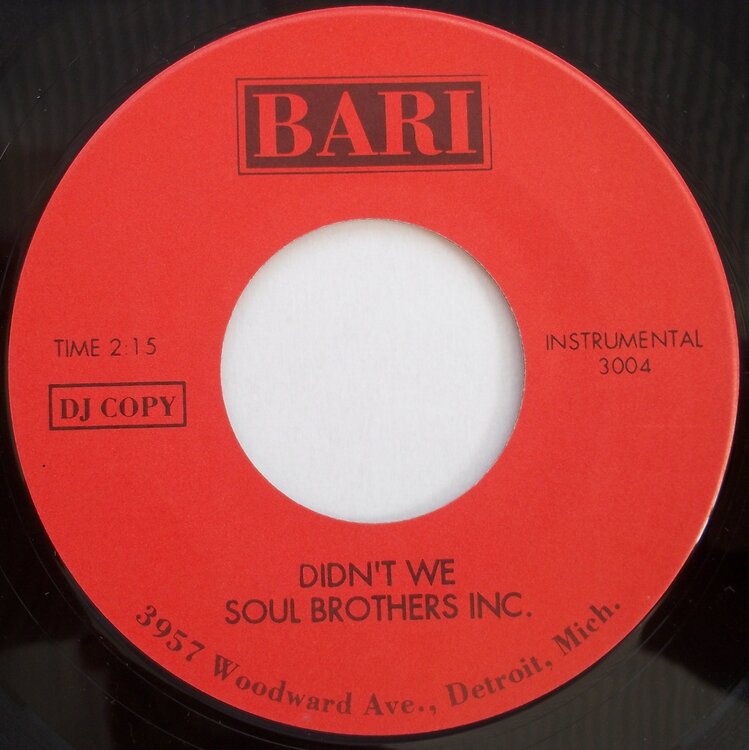 BARI
TIME 2:15
DJ COPY
INSTRUMENTAL
3004
DIDN'T WE
SOUL BROTHERS INC.
3957 Woodward Ave., Detroit, Mich.